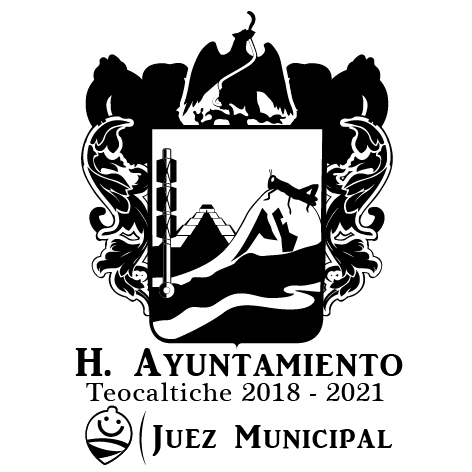 H. Ayuntamiento
Teocaltiche 2018 - 2021
Juez Municipal